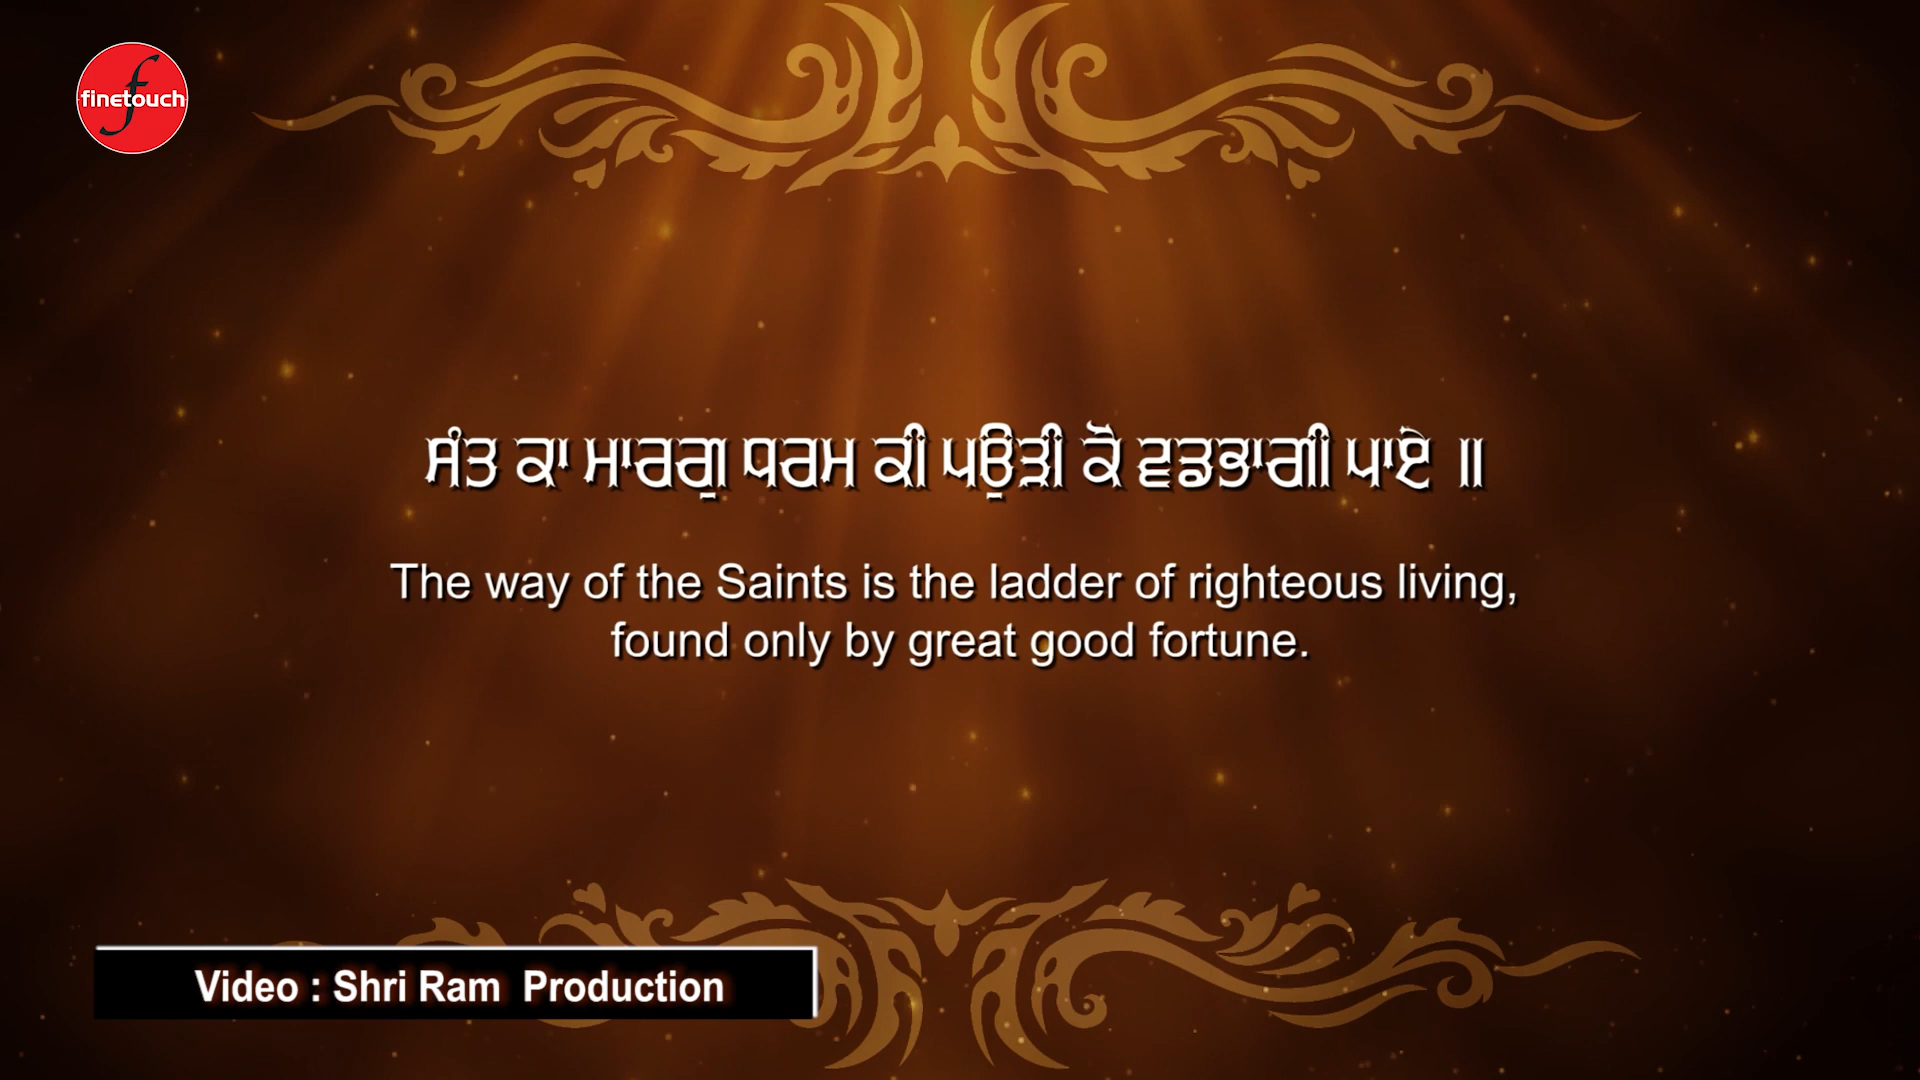 finetouch
ਸੰਤ ਕਾ ਮਾਰਗੁ ਧਰਮ ਕੀ ਪਉੜੀ ਕੋ ਵਡਭਾਗੀ ਪਾਏ ॥
The way of the Saints is the ladder of righteous living,
found only by great good fortune.
Video : Shri Ram Production